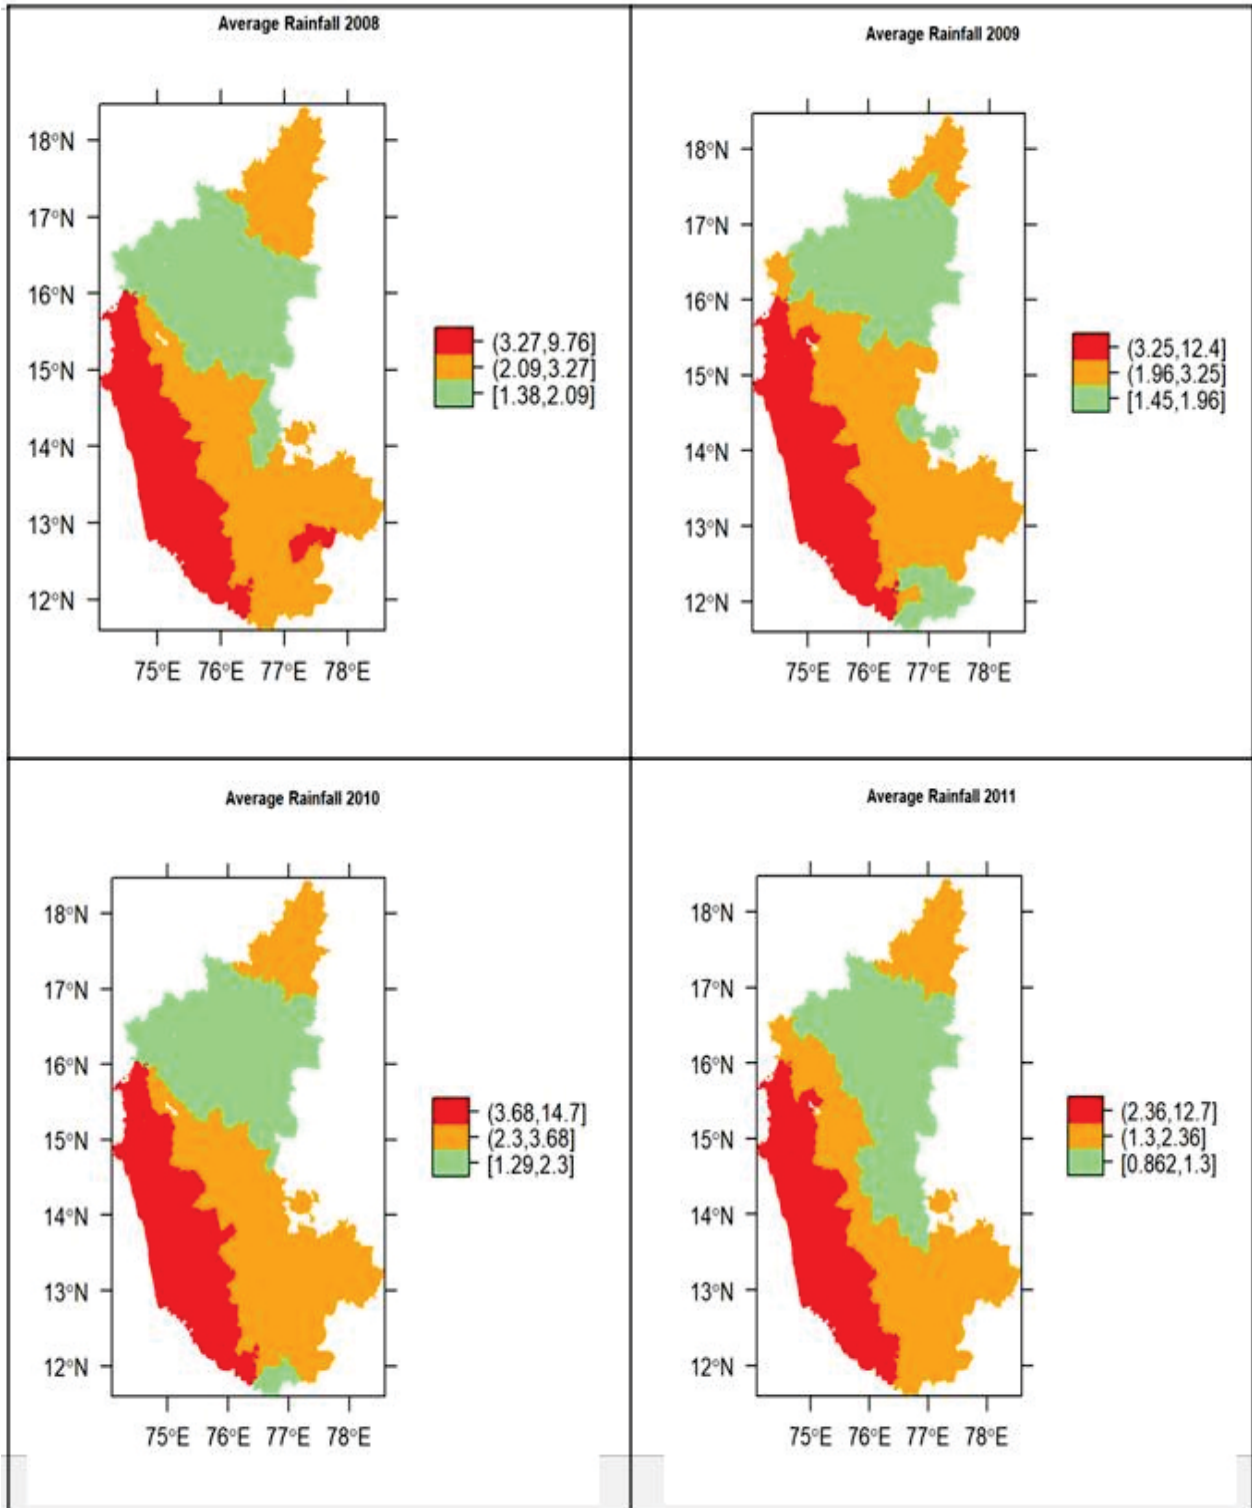 Average Rainfall 2008
18°N
17°N
16°N
15°N
14°N
13°N
12°N
75°E 76°E 77°E 78°E
(3.27,9.76]
(2.09,3.27]
[1.38,2.09]
Average Rainfall 2009
18°N
17°N
16°N
15°N
14°N
13°N
12°N
75°E 76°E 77°E 78°E
(3.25,12.4]
(1.96,3.25]
[1.45,1.96]
Average Rainfall 2010
18°N
17°N
16°N
15°N
14°N
13°N
12°N
75°E 76°E 77°E 78°E
(3.68,14.7]
(2.3,3.68]
[1.29,2.3]
Average Rainfall 2011
18°N
17°N
16°N
15°N
14°N
13°N
12°N
75°E 76°E 77°E 78°E
(2.36,12.7]
(1.3,2.36]
[0.862,1.3]